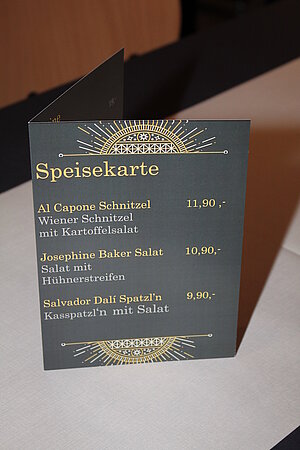 Speisekarte
Al Capone Schnitzel 11,90 ,-
Wiener Schnitzel
mit Kartoffelsalat
Josephine Baker Salat 10,90,-
Salat mit
Hühnerstreifen
Salvador Dalí Spatzl'n 9,90,-
Kasspatzl'n mit Salat